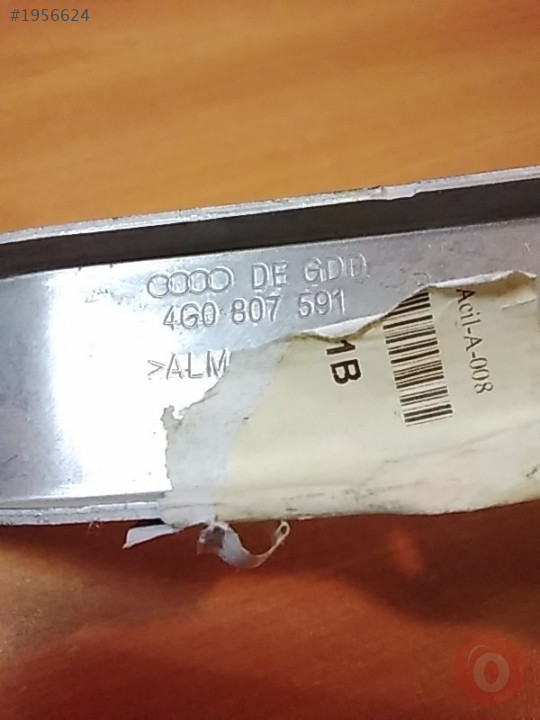 #1956624
DE GDD
4G0 807 591
>ALM
1B
Acil-A-008